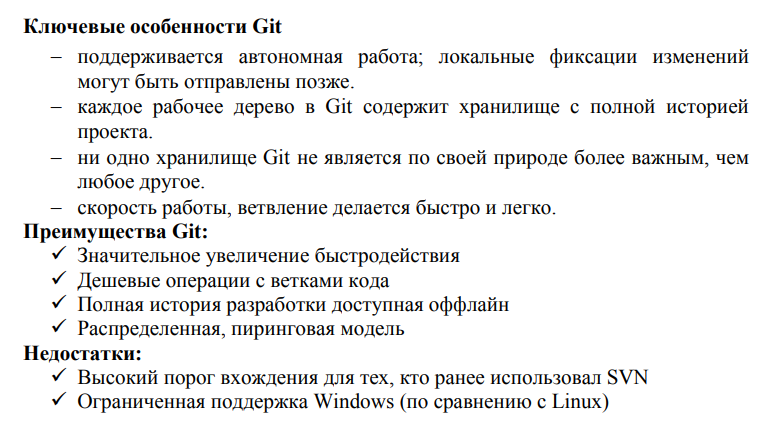 Ключевые особенности Git
– поддерживается автономная работа; локальные фиксации изменений
могут быть отправлены позже.
– каждое рабочее дерево в Git содержит хранилище с полной историей
проекта.
– ни одно хранилище Git не является по своей природе более важным, чем
любое другое.
– скорость работы, ветвление делается быстро и легко.
Преимущества Git:
✓ Значительное увеличение быстродействия
✓ Дешевые операции с ветками кода
✓ Полная история разработки доступная оффлайн
✓ Распределенная, пиринговая модель
Недостатки:
✓ Высокий порог вхождения для тех, кто ранее использовал SVN
✓ Ограниченная поддержка Windows (по сравнению с Linux)